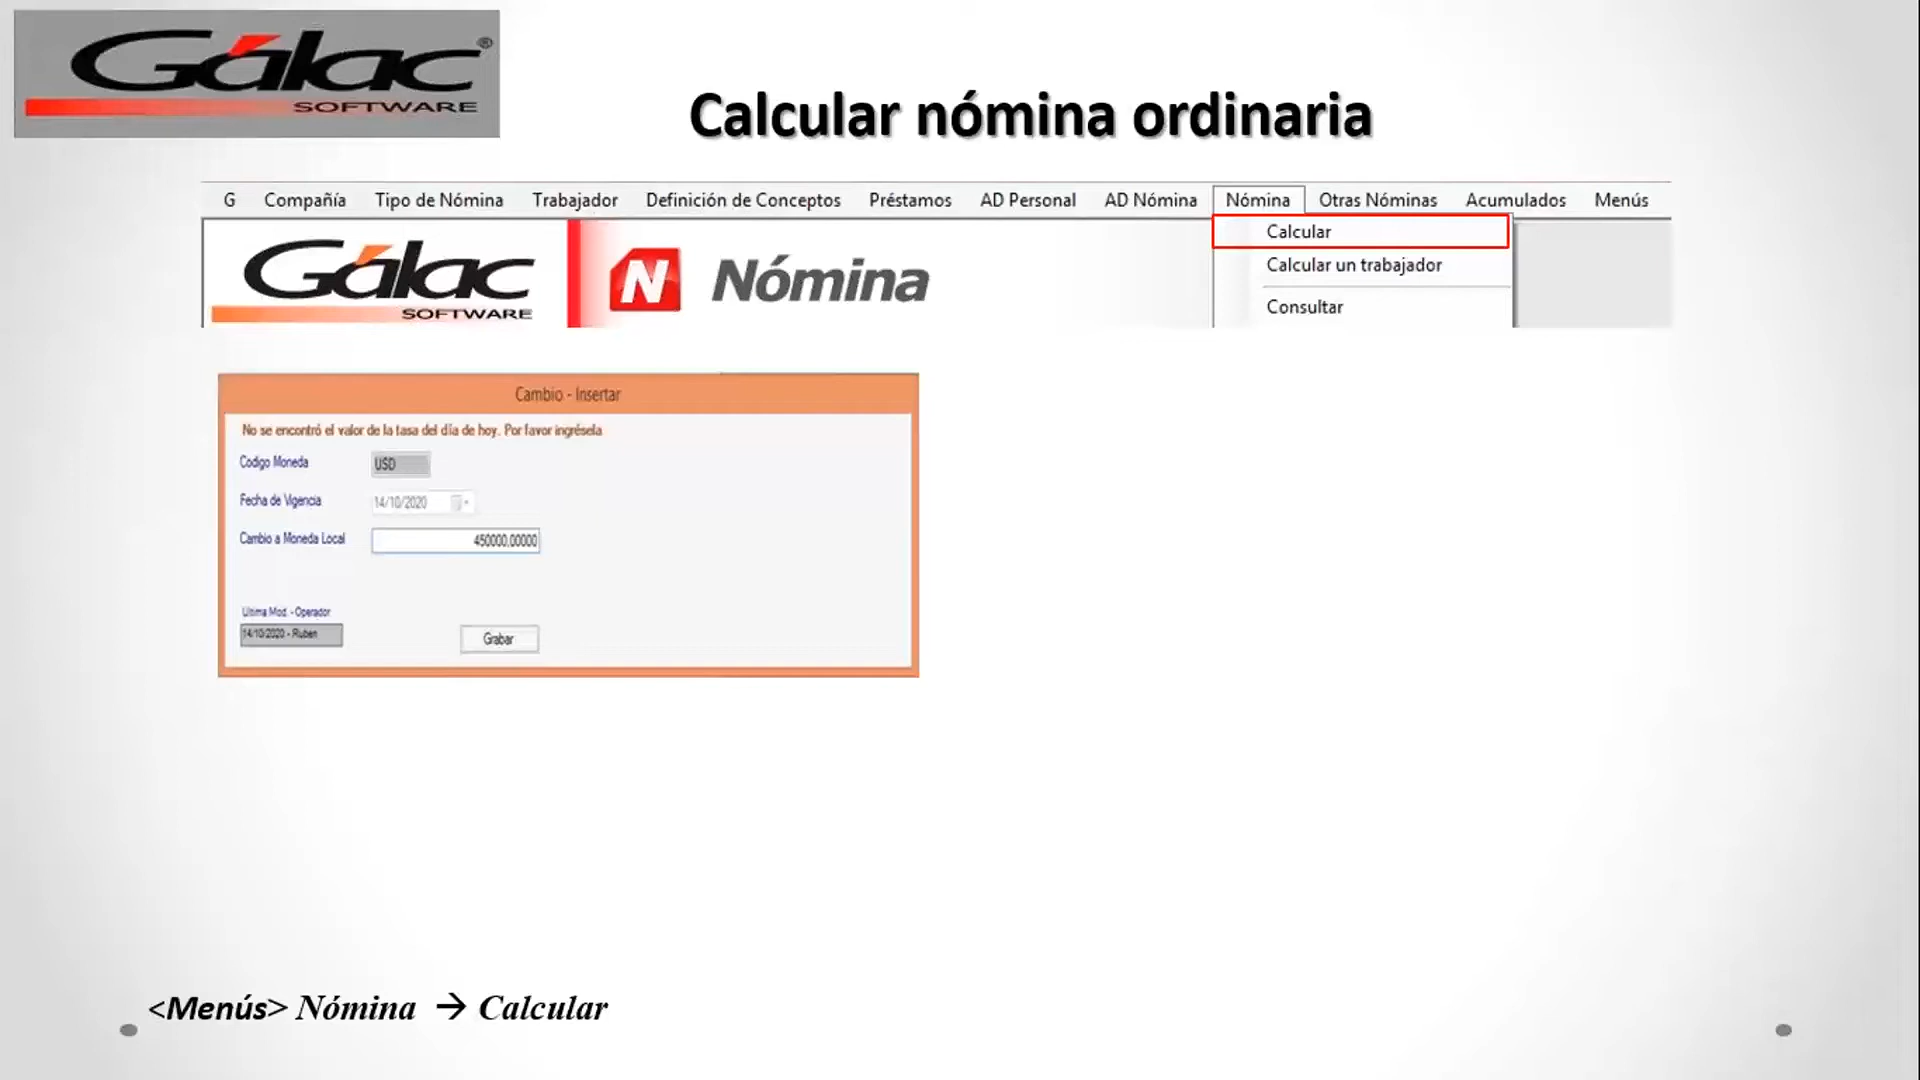 Gálac®
SOFTWARE
Calcular nómina ordinaria
G Compañía Tipo de Nómina Trabajador Definición de Conceptos Préstamos AD Personal AD Nómina Nómina Otras Nóminas Acumulados Menús
Calcular
Calcular un trabajador
Consultar
Gálac
SOFTWARE
N Nómina
Cambio - Insertar
No se encontró el valor de la tasa del día de hoy. Por favor ingrésela
Codigo Moneda USD
Fecha de Vigencia 14/10/2020
Cambio a Moneda Local 450000,00000
Ultima Mod. - Operador
14/10/2020 - Ruben
Grabar
<Menús> Nómina → Calcular